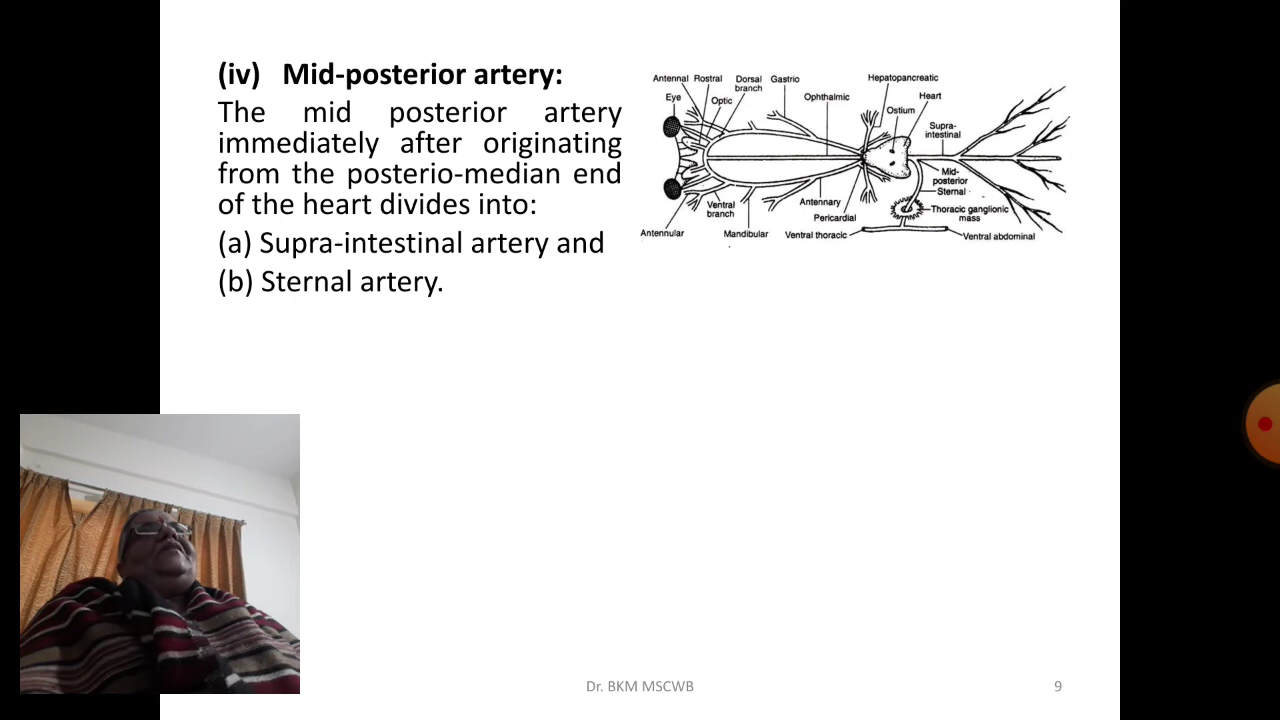 (iv) Mid-posterior artery:
The mid posterior artery
immediately after originating
from the posterio-median end
of the heart divides into:
(a) Supra-intestinal artery and
(b) Sternal artery.
Antennal Rostral Dorsal branch Gastrio Hepatopancreatic
Eye Optic Ophthalmic Heart
Ostium
Supra-
intestinal
Mid-
posterior
Sternal
Ventral
branch
Antennary
Thoracic ganglionic
mass
Pericardial
Antennular Mandibular Ventral thoracic Ventral abdominal
Dr. BKM MSCWB 9